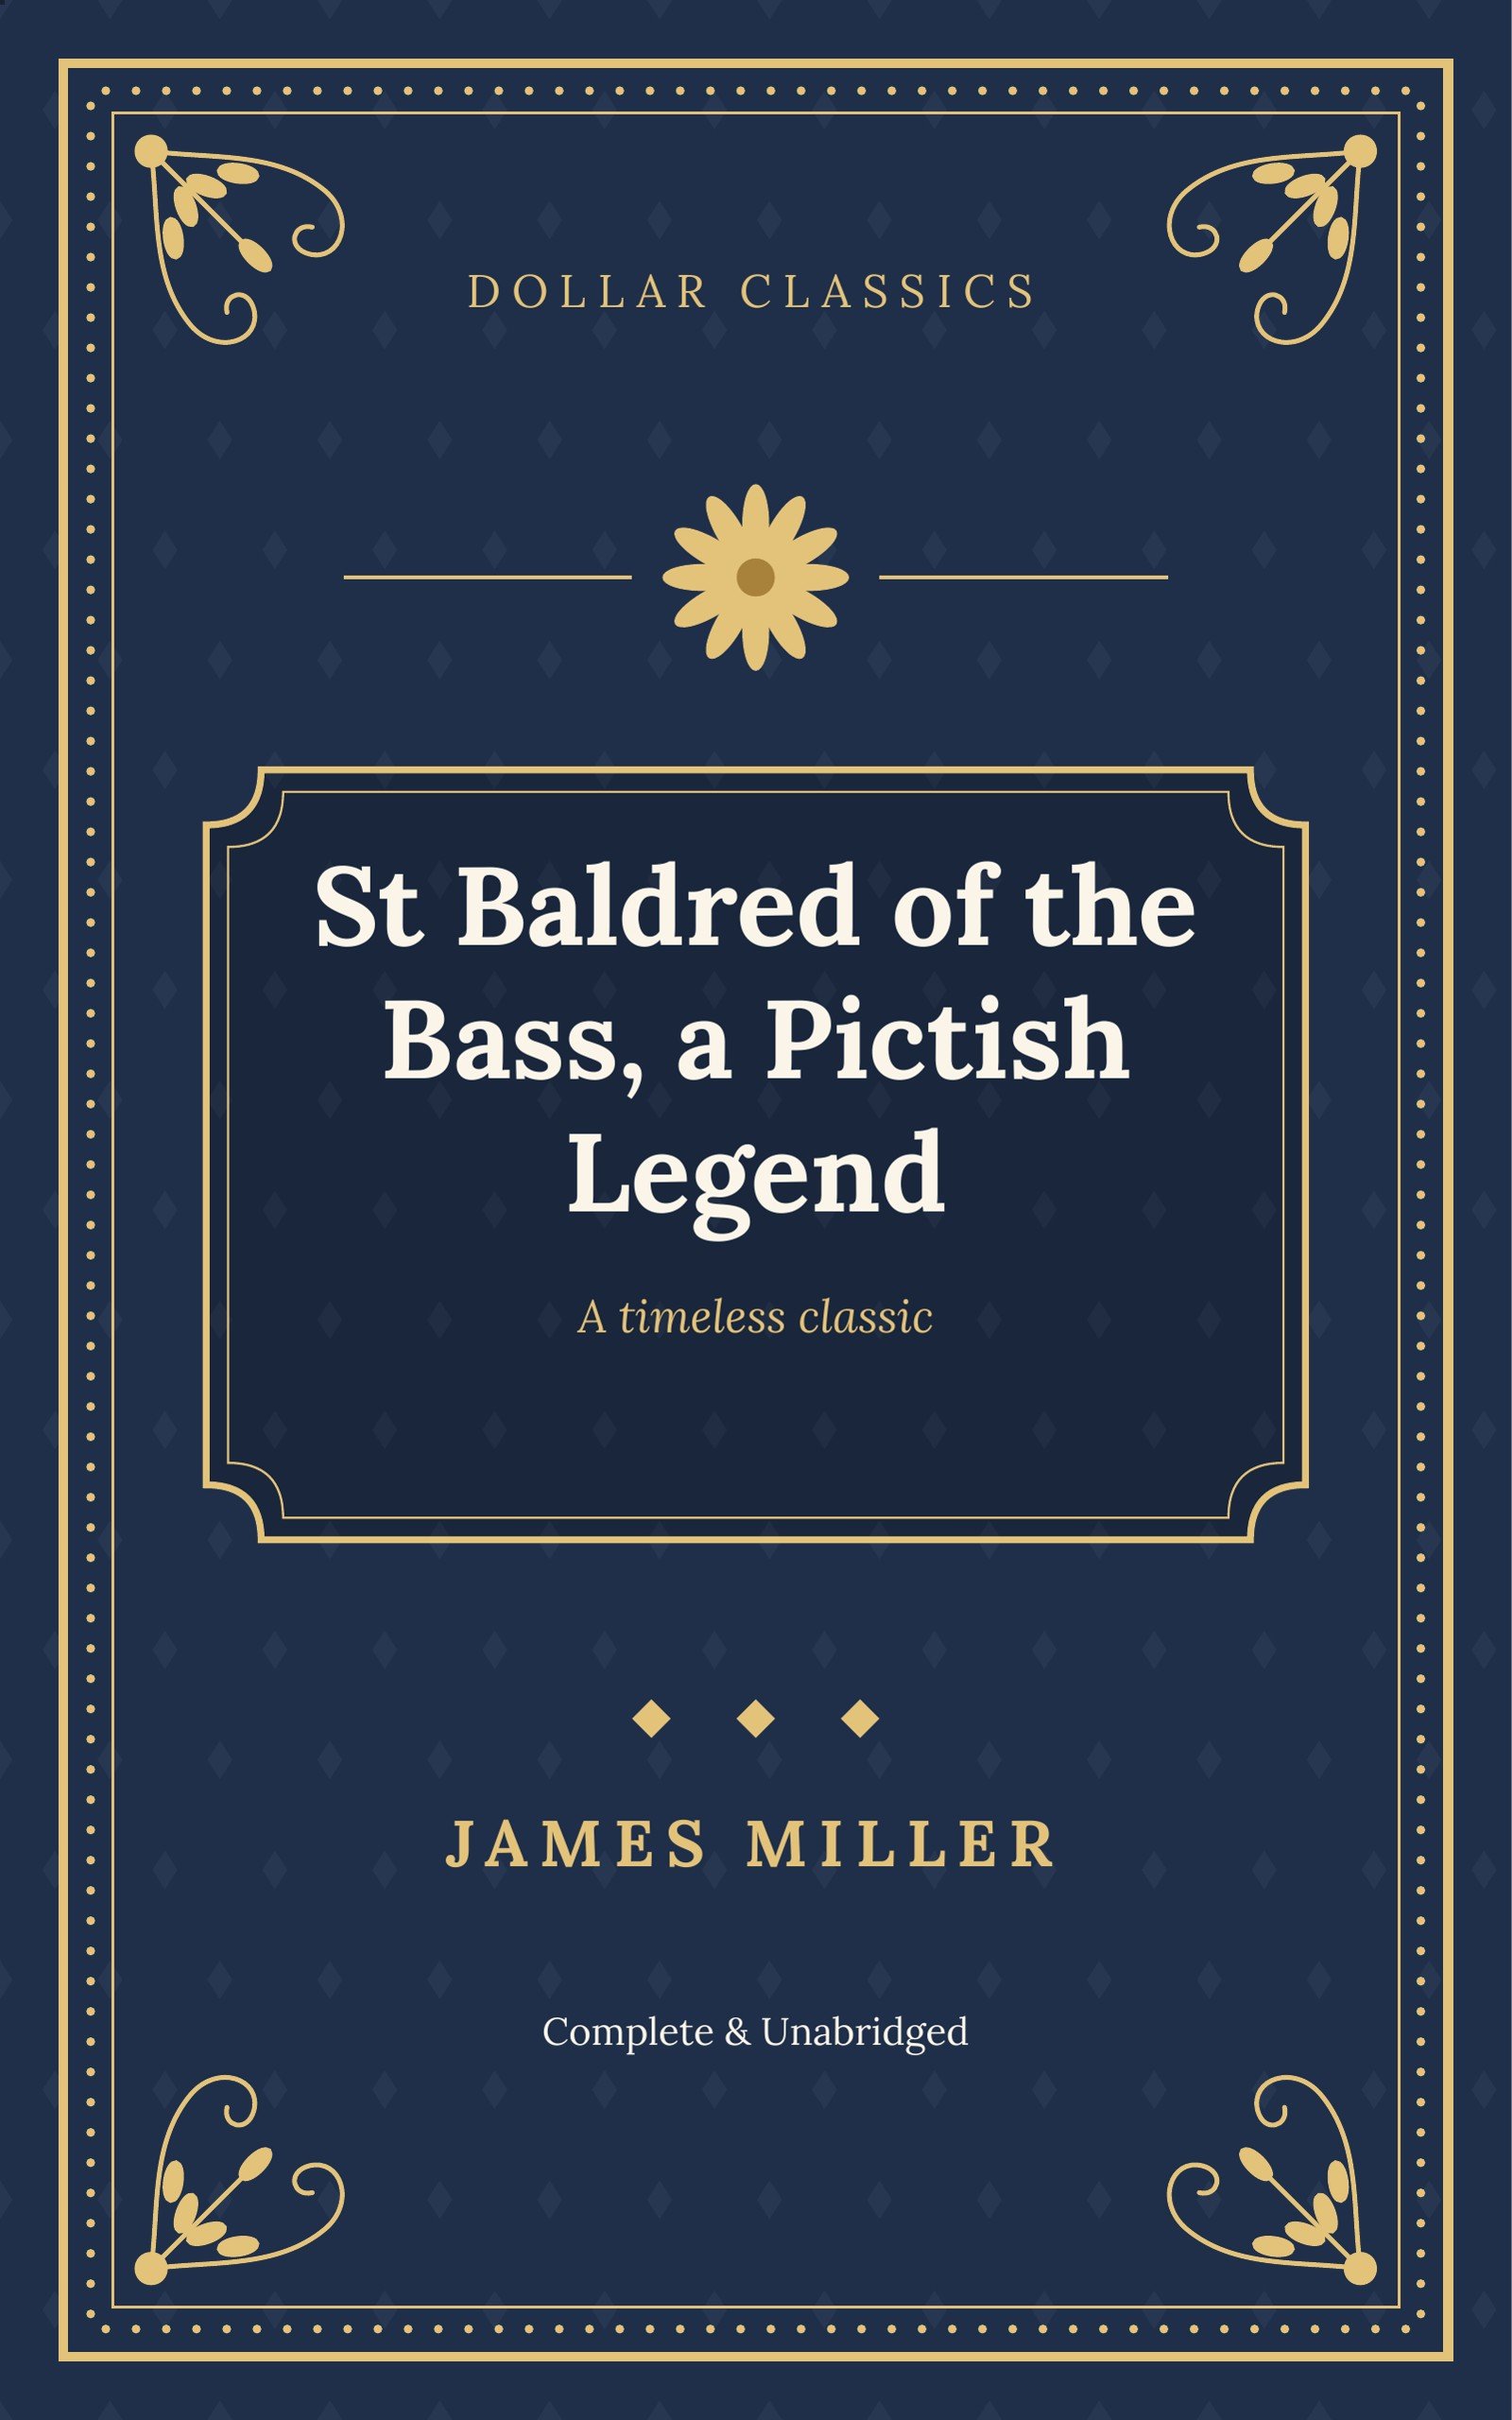 DOLLAR CLASSICS
St Baldred of the
Bass, a Pictish
Legend
A timeless classic
JAMES MILLER
Complete & Unabridged